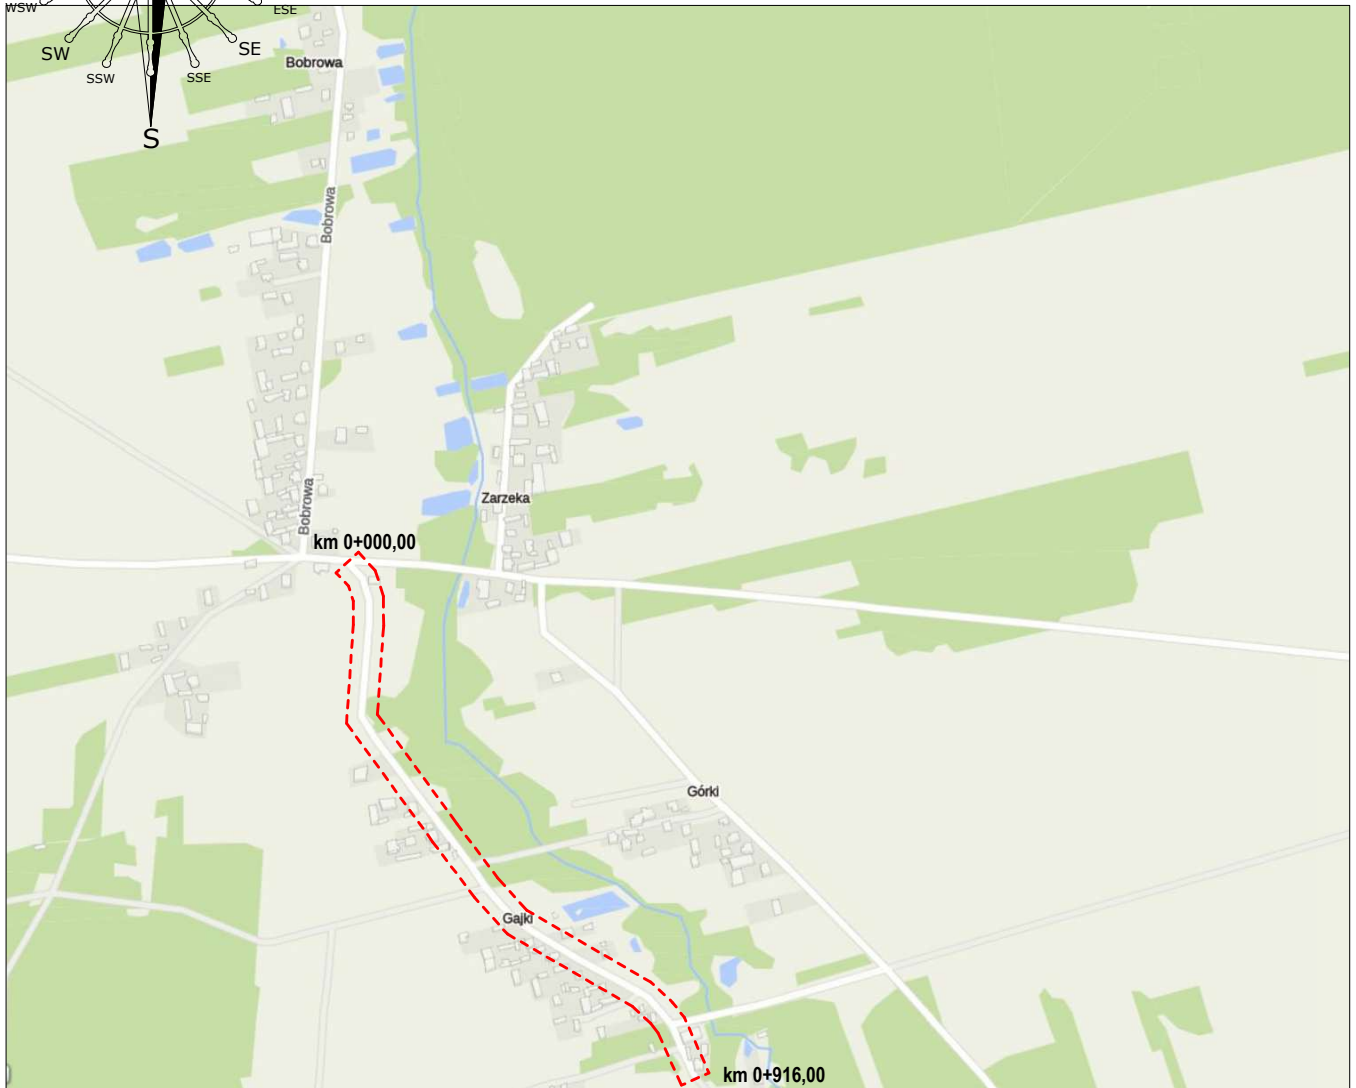 WSW
ESE
SW
SE
SSW
SSE
S
Bobrowa
Bobrowa
Bobrowa
Zarzeka
km 0+000,00
Górki
Gajki
km 0+916,00